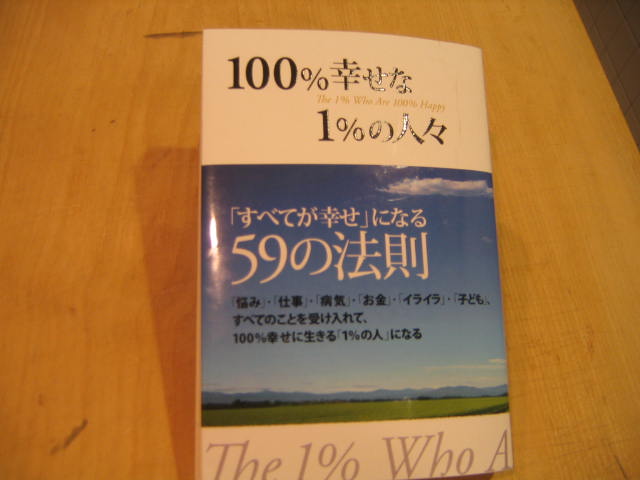 100%幸せな
The 1% Who Are 100% Happy
1%の人々
「すべてが幸せ」になる
59の法則
「悩み」・「仕事」・「病気」・「お金」・「イライラ」・「子ども」、
すべてのことを受け入れて、
100%幸せに生きる「1%の人」になる
The 1% Who A